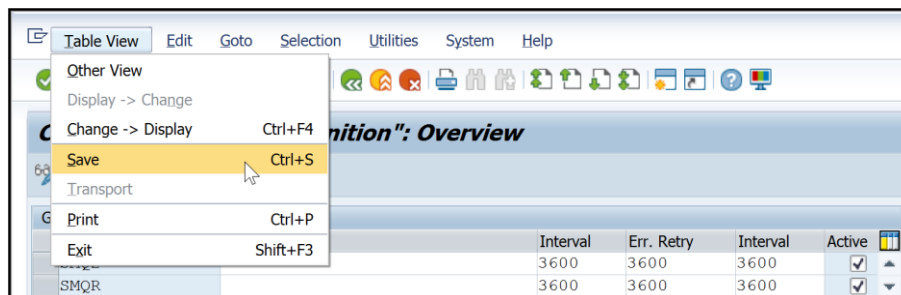 Table View Edit Goto Selection Utilities System Help
Other View
Display -> Change
Change -> Display Ctrl+F4
nition": Overview
Save Ctrl+S
Transport
Print Ctrl+P
Exit Shift+F3
Interval Err. Retry Interval Active
3600 3600 3600
SMQR 3600 3600 3600